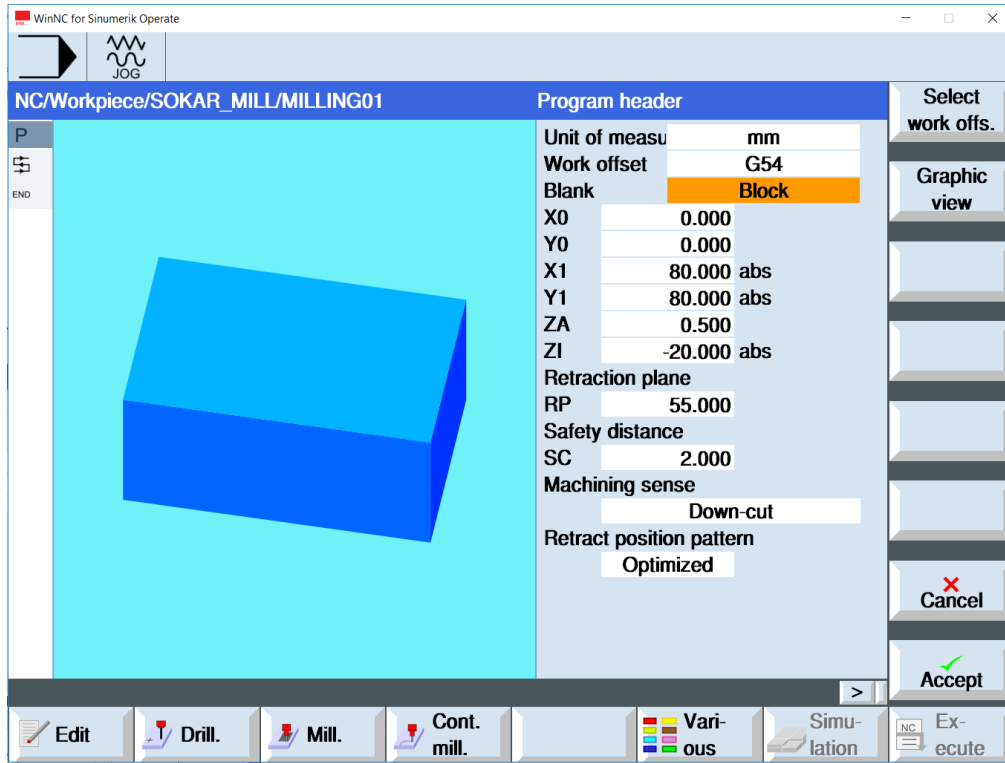 WinNC for Sinumerik Operate
JOG
NC/Workpiece/SOKAR_MILL/MILLING01
Program header
P
END
Unit of measu mm
Work offset G54
Blank Block
X0 0.000
Y0 0.000
X1 80.000 abs
Y1 80.000 abs
ZA 0.500
ZI -20.000 abs
Retraction plane
RP 55.000
Safety distance
SC 2.000
Machining sense
Down-cut
Retract position pattern
Optimized
Select
work offs.
Graphic
view
Cancel
Accept
>
Edit
Drill.
Mill.
Cont.
mill.
Vari-
ous
Simu-
lation
NC
Ex-
ecute